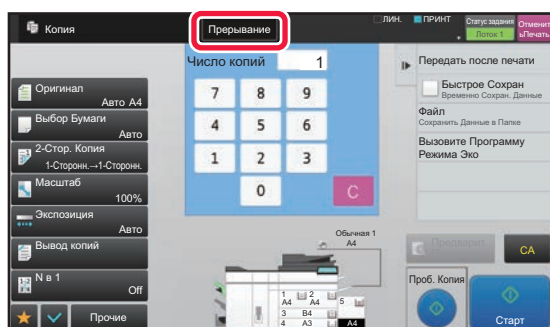 Копия
Прерывание
ЛИН.
ПРИНТ
Статус задания
Лоток 1
Отменит
ьПечать
Число копий
1
7
8
9
4
5
6
1
2
3
0
C
Оригинал
Авто A4
Выбор Бумаги
Авто
2-Стор. Копия
1-Сторонн.→1-Сторонн.
Масштаб
100%
Экспозиция
Авто
Вывод копий
N в 1
Off
Прочие
Обычная 1
A4
1
A4
2
A4
3
B4
4
A3
5
A4
Передать после печати
Быстрое Сохран
Временно Сохран. Данные
Файл
Сохранить Данные в Папке
Вызовите Программу
Режима Эко
CA
Проб. Копия
Старт